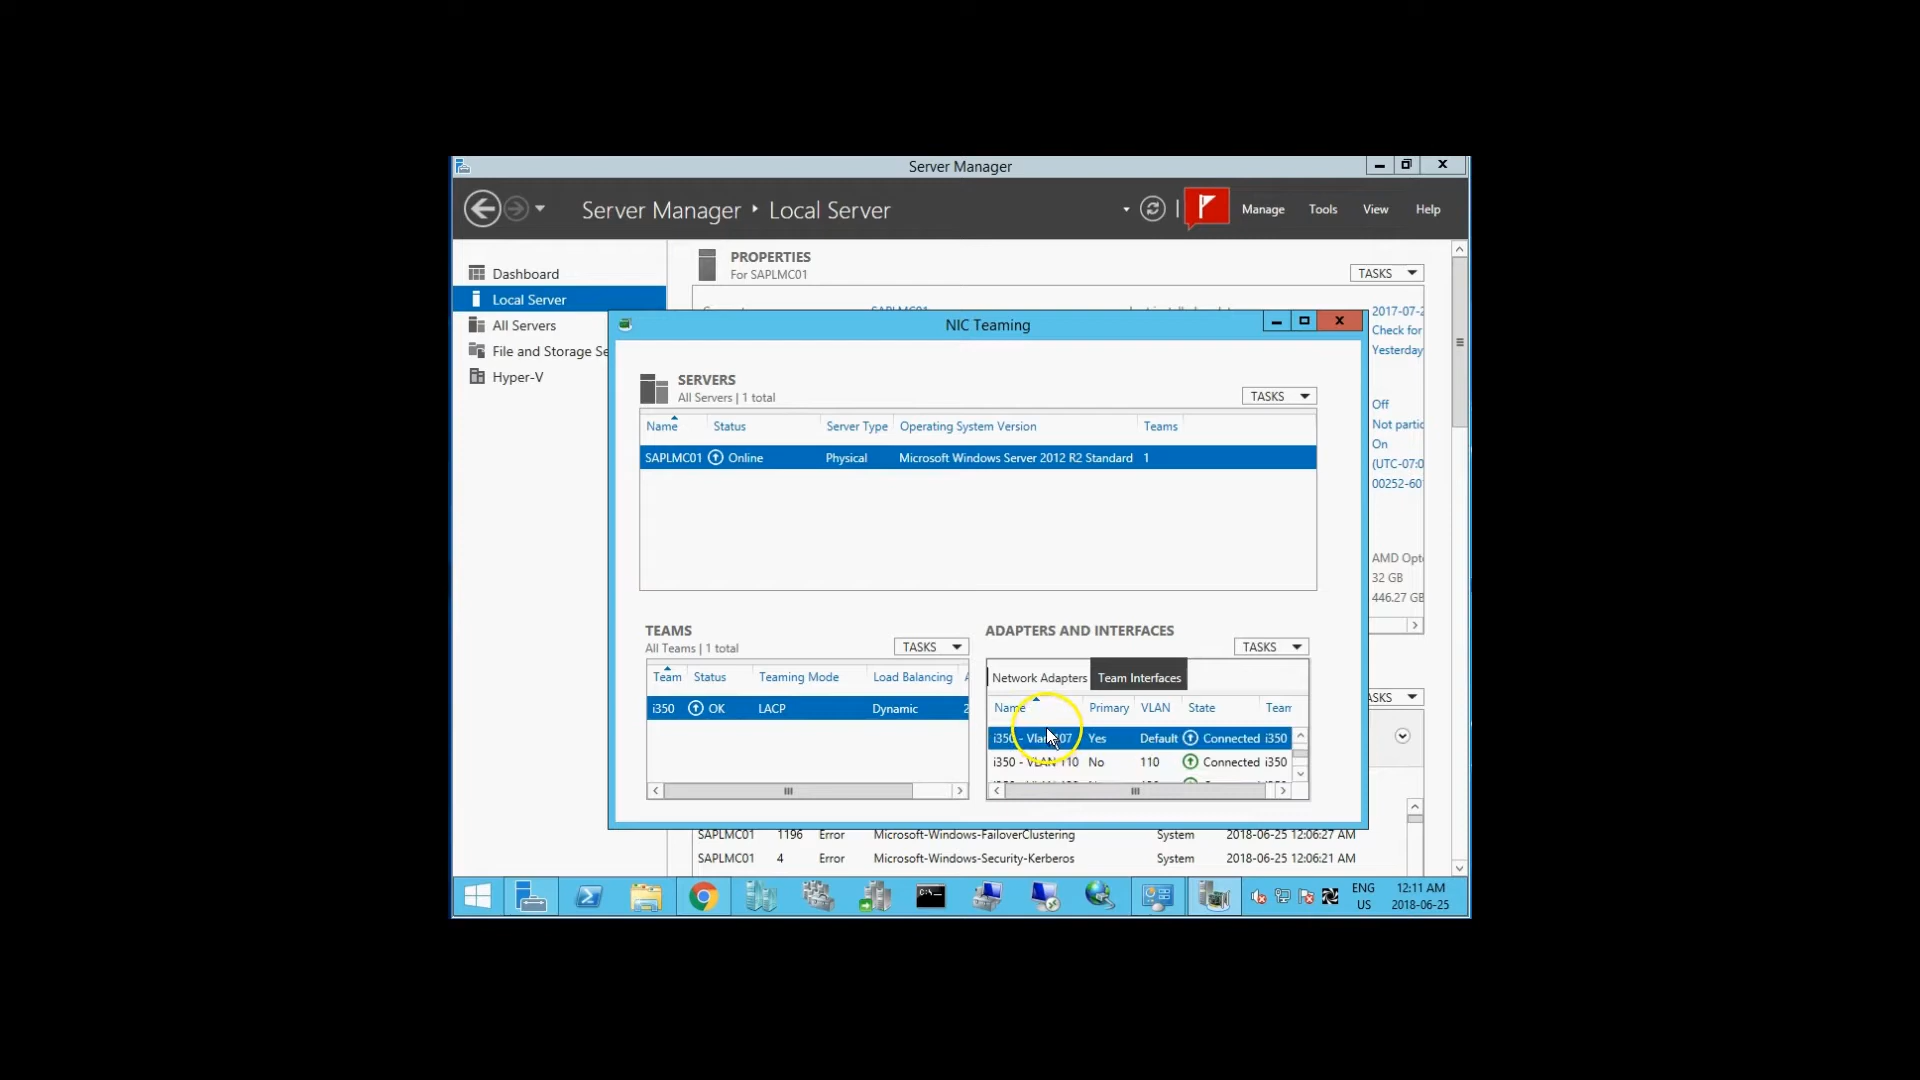 Server Manager
Server Manager Local Server
Manage Tools View Help
Dashboard
Local Server
All Servers
File and Storage Se
Hyper-V
PROPERTIES
For SAPLMC01
TASKS
2017-07-2
Check for
Yesterday
Off
Not partic
On
(UTC-07:0
00252-60
AMD Opt
32 GB
446.27 GB
NIC Teaming
SERVERS
All Servers | 1 total
TASKS
Name Status Server Type Operating System Version Teams
SAPLMC01 Online Physical Microsoft Windows Server 2012 R2 Standard 1
TEAMS
All Teams | 1 total
TASKS
Team Status Teaming Mode Load Balancing
i350 OK LACP Dynamic 2
ADAPTERS AND INTERFACES
TASKS
Network Adapters Team Interfaces
Name Primary VLAN State Team
i350 - Yes Default Connected i350
i350 - VLAN 110 No 110 Connected i350
ASKS
SAPLMC01 1196 Error Microsoft-Windows-FailoverClustering System 2018-06-25 12:06:27 AM
SAPLMC01 4 Error Microsoft-Windows-Security-Kerberos System 2018-06-25 12:06:21 AM
ENG
US
12:11 AM
2018-06-25